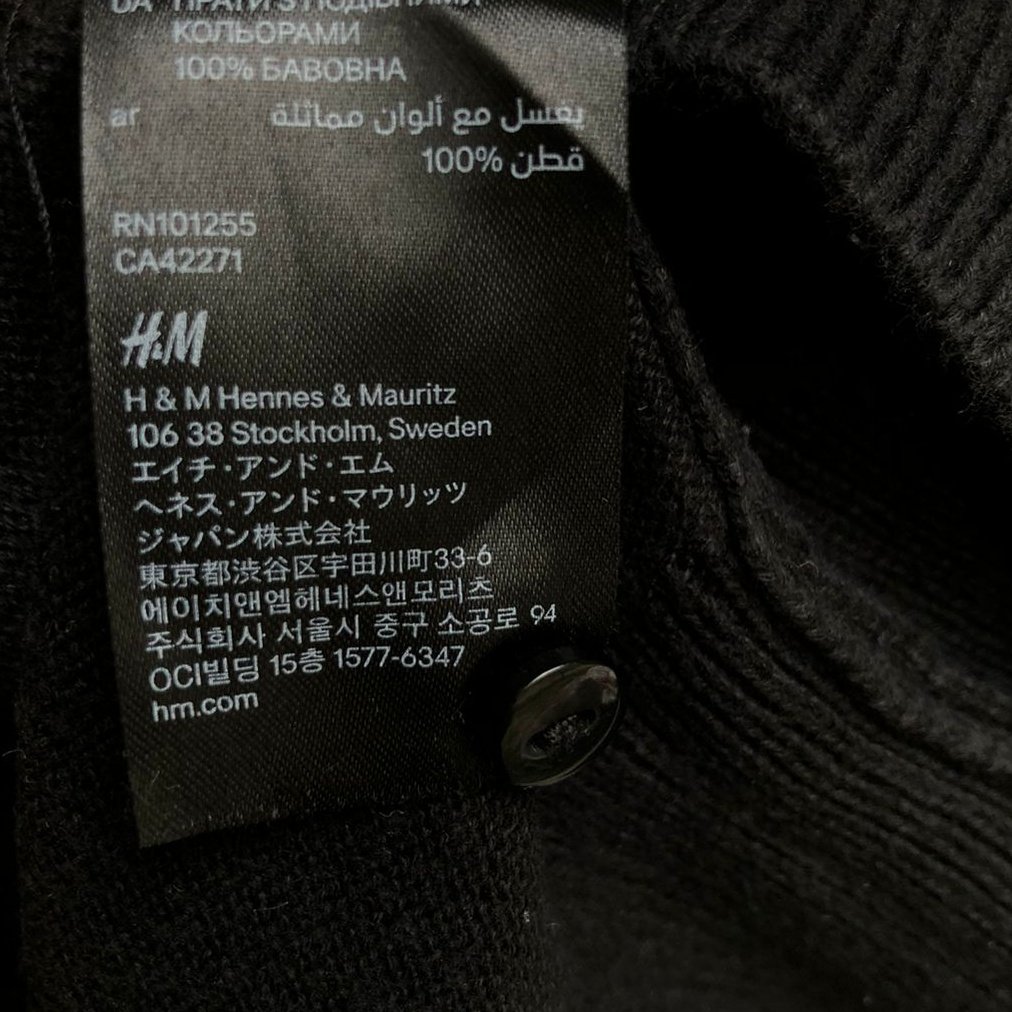 UA ПРАТИ З ПОДІБНИМИ
КОЛЬОРАМИ
100% БАВОВНА
ar يغسل مع ألوان مماثلة
100% قطن
RN101255
CA42271
H&M
H & M Hennes & Mauritz
106 38 Stockholm, Sweden
エイチ・アンド・エム
ヘネス・アンド・マウリッツ
ジャパン株式会社
東京都渋谷区宇田川町33-6
에이치앤엠헤네스앤모리츠
주식회사 서울시 중구 소공로 94
OCI빌딩 15층 1577-6347
hm.com